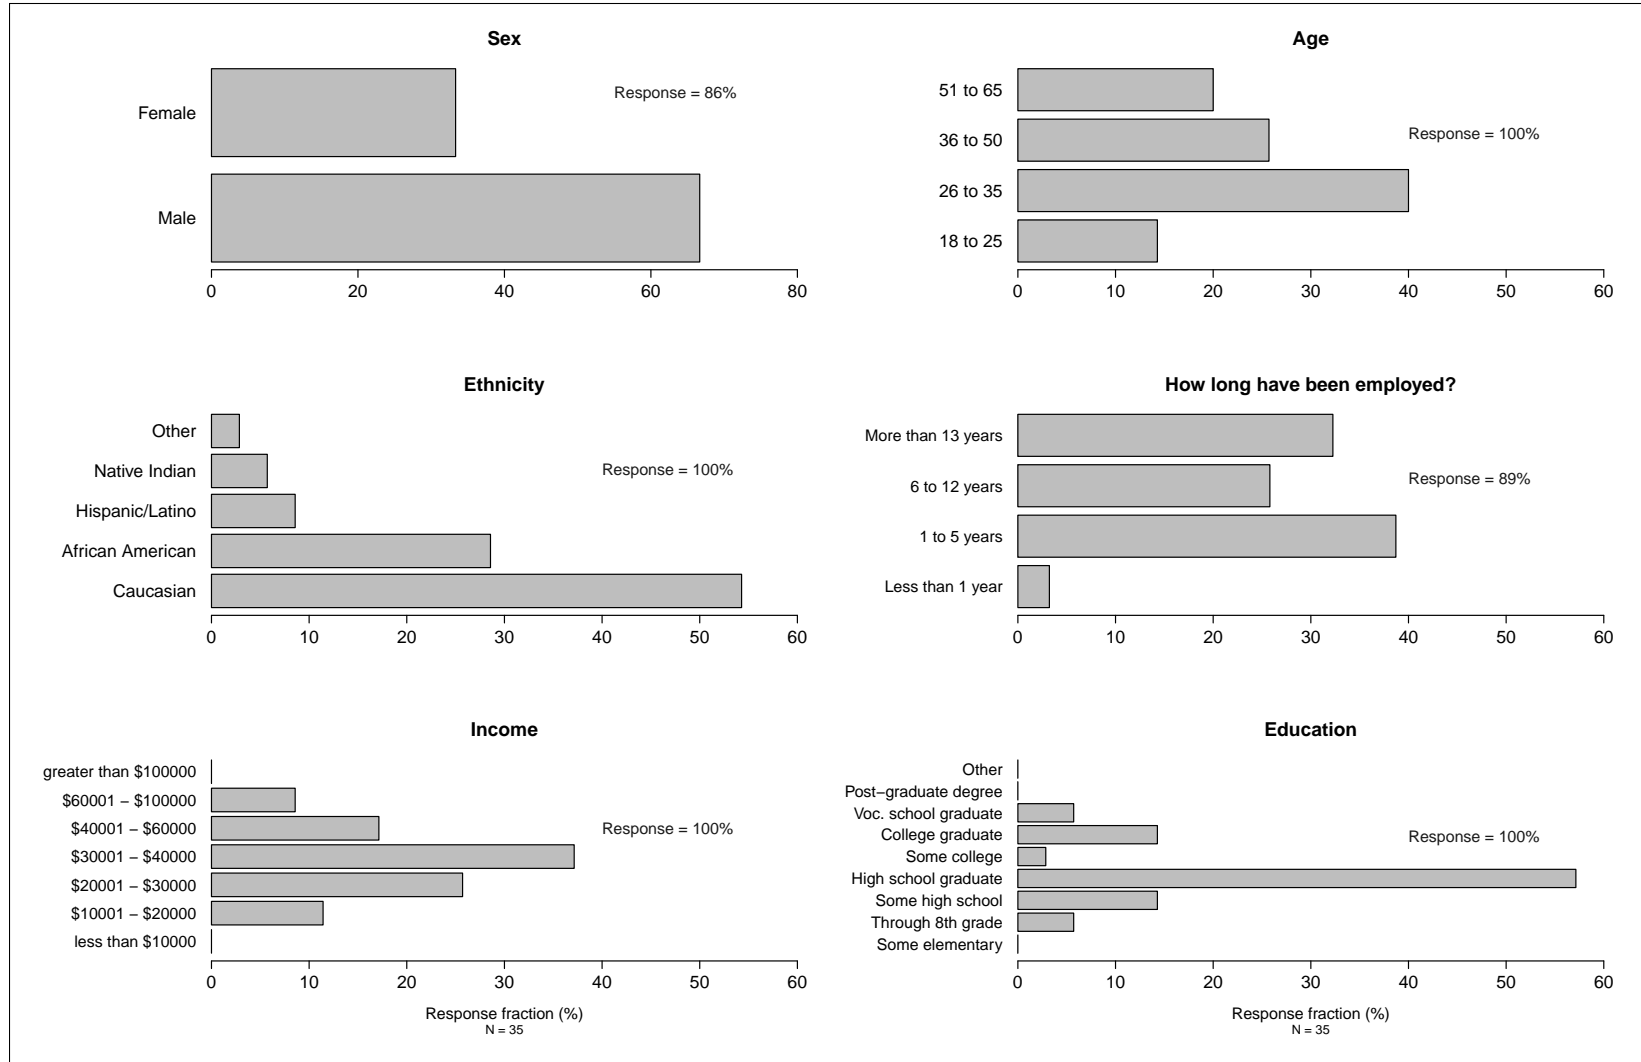 Sex
Female
Response = 86%
Male
0 20 40 60 80
Age
51 to 65
36 to 50
Response = 100%
26 to 35
18 to 25
0 10 20 30 40 50 60
Ethnicity
Other
Native Indian
Response = 100%
Hispanic/Latino
African American
Caucasian
0 10 20 30 40 50 60
How long have been employed?
More than 13 years
6 to 12 years
Response = 89%
1 to 5 years
Less than 1 year
0 10 20 30 40 50 60
Income
greater than $100000
$60001 − $100000
$40001 − $60000
Response = 100%
$30001 − $40000
$20001 − $30000
$10001 − $20000
less than $10000
0 10 20 30 40 50 60
Response fraction (%)
N = 35
Education
Other
Post−graduate degree
Voc. school graduate
College graduate
Response = 100%
Some college
High school graduate
Some high school
Through 8th grade
Some elementary
0 10 20 30 40 50 60
Response fraction (%)
N = 35